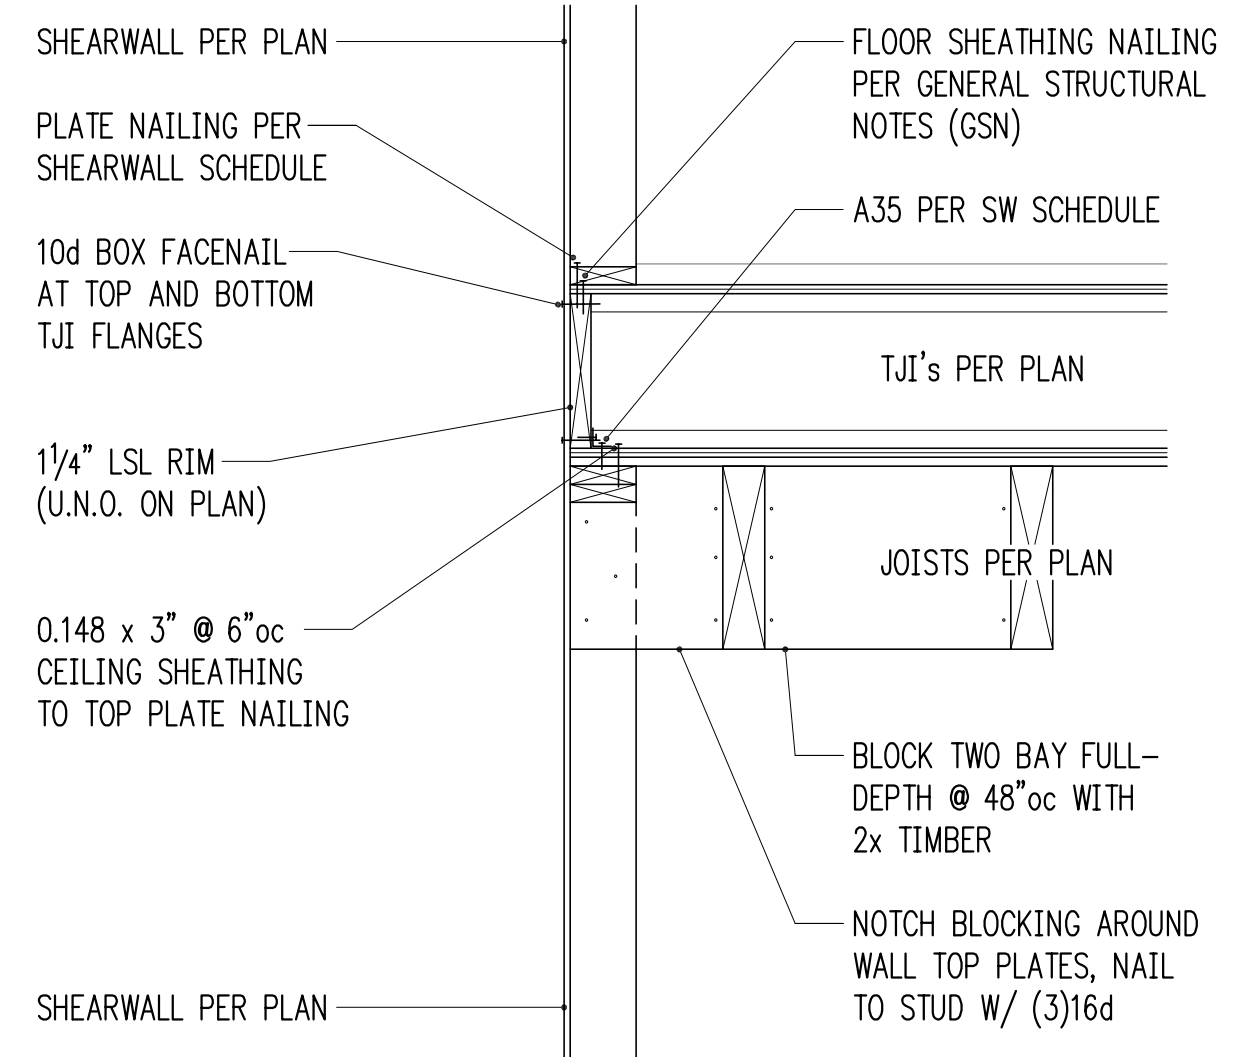 SHEARWALL PER PLAN
PLATE NAILING PER
SHEARWALL SCHEDULE
10d BOX FACENAIL
AT TOP AND BOTTOM
TJI FLANGES
1 1/4" LSL RIM
(U.N.O. ON PLAN)
0.148 x 3" @ 6"oc
CEILING SHEATHING
TO TOP PLATE NAILING
SHEARWALL PER PLAN
FLOOR SHEATHING NAILING
PER GENERAL STRUCTURAL
NOTES (GSN)
A35 PER SW SCHEDULE
TJI's PER PLAN
JOISTS PER PLAN
BLOCK TWO BAY FULL-
DEPTH @ 48"oc WITH
2x TIMBER
NOTCH BLOCKING AROUND
WALL TOP PLATES, NAIL
TO STUD W/ (3)16d